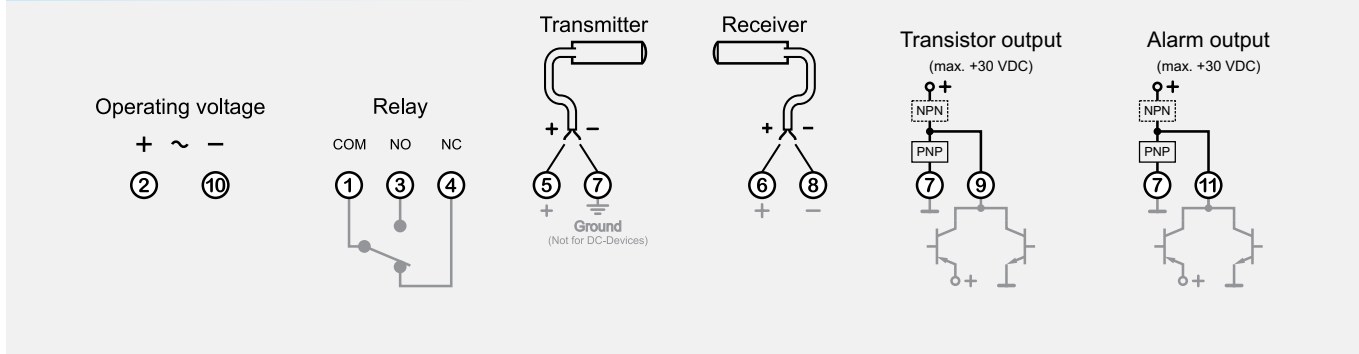 Operating voltage
+ ~ −
2 10
Relay
COM NO NC
1 3 4
Transmitter
+ −
5 7
+
Ground
(Not for DC-Devices)
Receiver
+ −
6 8
+ −
Transistor output
(max. +30 VDC)
+
NPN
PNP
7 9
+
Alarm output
(max. +30 VDC)
+
NPN
PNP
7 11
+